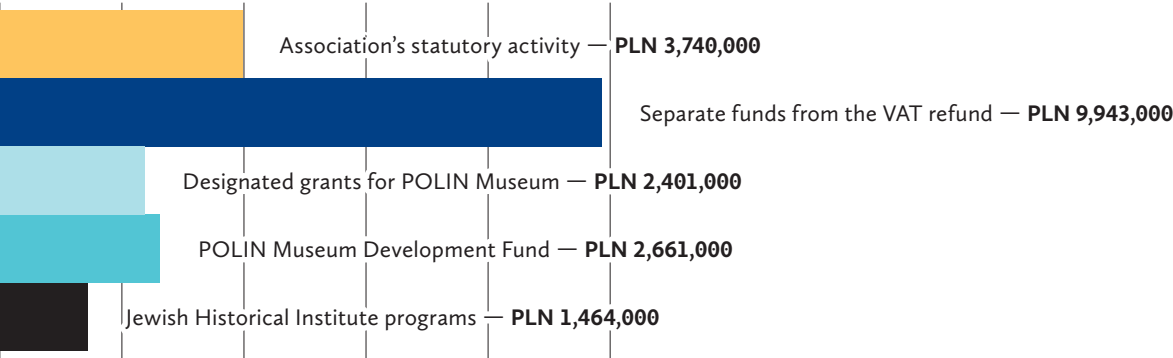 Association’s statutory activity — PLN 3,740,000
Separate funds from the VAT refund — PLN 9,943,000
Designated grants for POLIN Museum — PLN 2,401,000
POLIN Museum Development Fund — PLN 2,661,000
Jewish Historical Institute programs — PLN 1,464,000